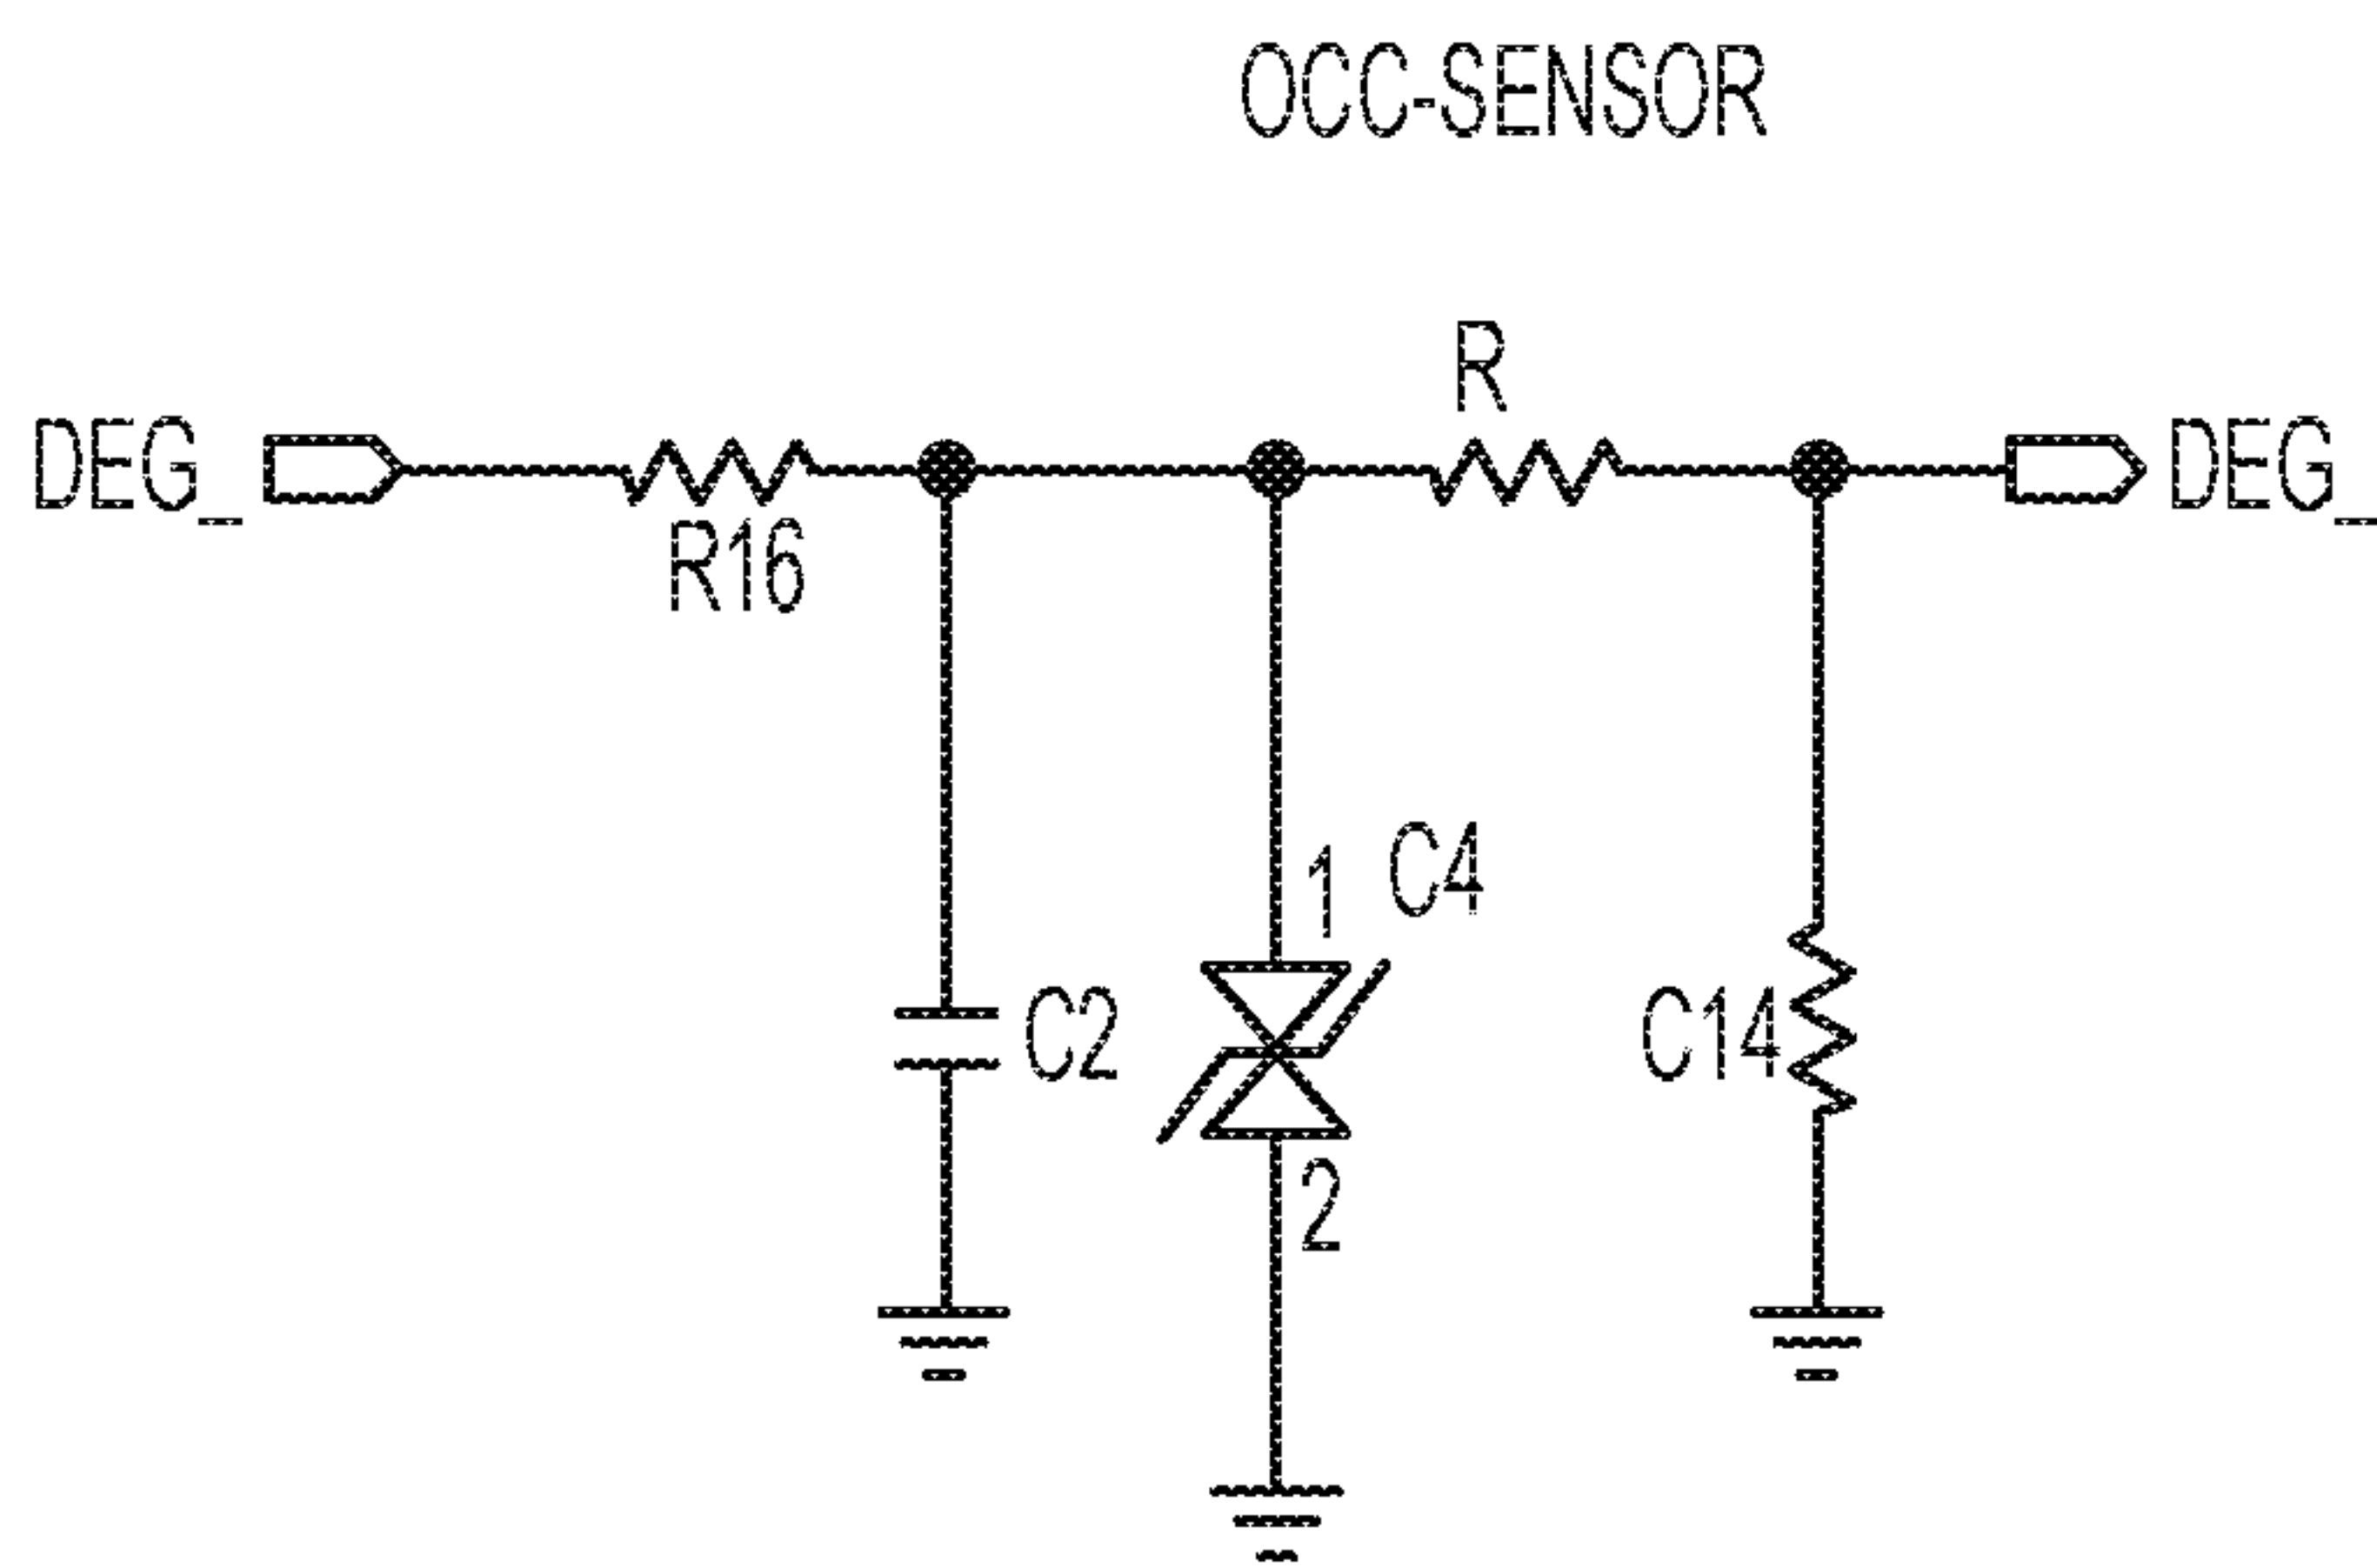 OCC-SENSOR
R
DEG_
DEG_
R16
C4
1
C2
C14
2